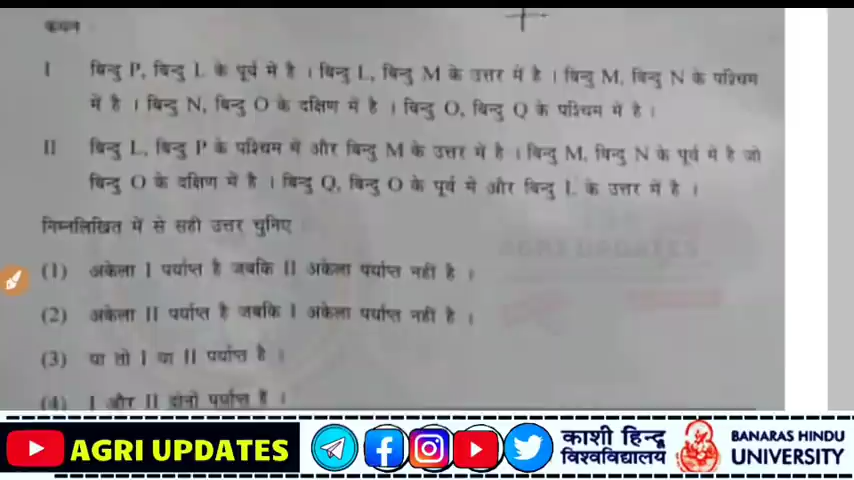 कथन
I बिन्दु P, बिन्दु L के पूर्व में है । बिन्दु L, बिन्दु M के उत्तर में है । बिन्दु M, बिन्दु N के पश्चिम
में है । बिन्दु N, बिन्दु O के दक्षिण में है । बिन्दु O, बिन्दु Q के पश्चिम में है ।
II बिन्दु L, बिन्दु P के पश्चिम में और बिन्दु M के उत्तर में है । बिन्दु M, बिन्दु N के पूर्व में है जो
बिन्दु O के दक्षिण में है । बिन्दु Q, बिन्दु O के पूर्व में और बिन्दु L के उत्तर में है ।
निम्नलिखित में से सही उत्तर चुनिए
(1) अकेला I पर्याप्त है जबकि II अकेला पर्याप्त नहीं है ।
(2) अकेला II पर्याप्त है जबकि I अकेला पर्याप्त नहीं है ।
(3) या तो I या II पर्याप्त है ।
(4) I और II दोनों पर्याप्त हैं ।
AGRI UPDATES
काशी हिन्दू
विश्वविद्यालय
BANARAS HINDU
UNIVERSITY